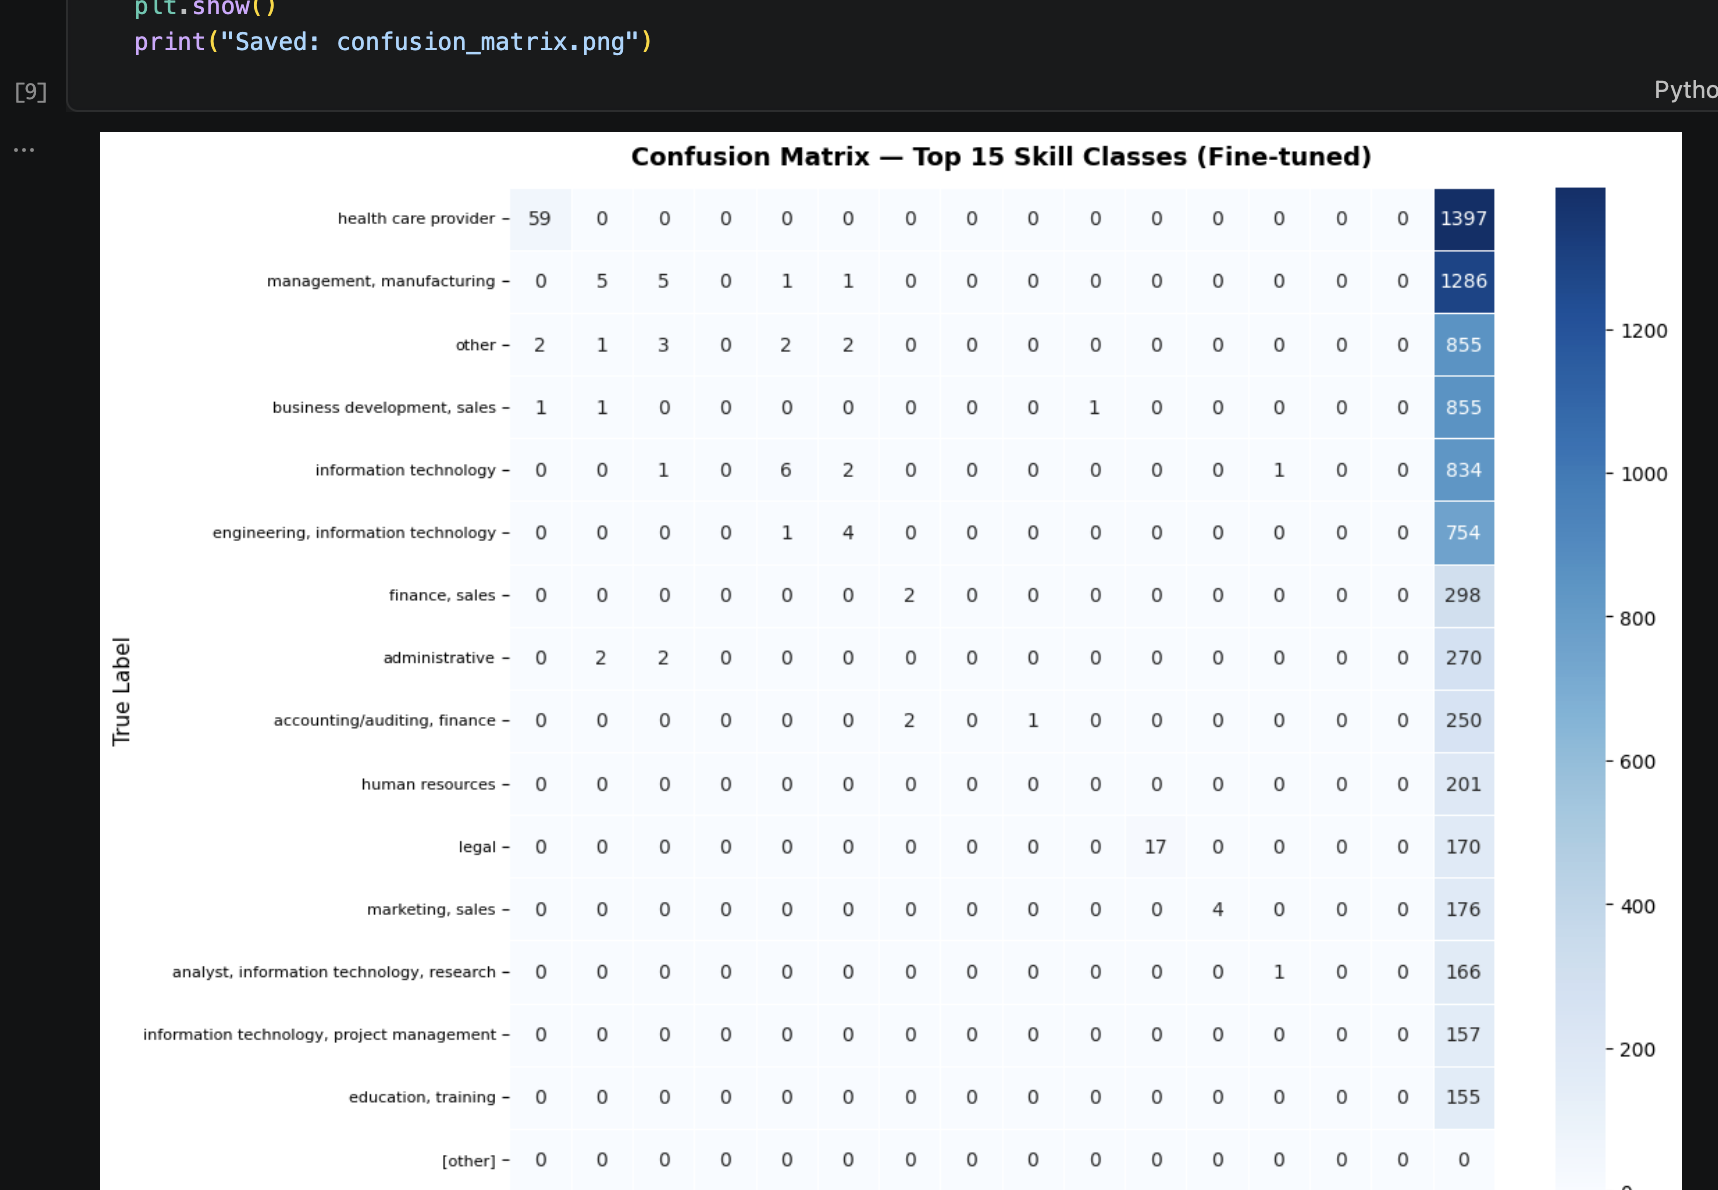 plt.show()
print("Saved: confusion_matrix.png")
[9]
Pytho
...
Confusion Matrix — Top 15 Skill Classes (Fine-tuned)
health care provider 59 0 0 0 0 0 0 0 0 0 0 0 0 0 0 1397
management, manufacturing 0 5 5 0 1 1 0 0 0 0 0 0 0 0 0 1286
other 2 1 3 0 2 2 0 0 0 0 0 0 0 0 0 855
1200
business development, sales 1 1 0 0 0 0 0 0 0 1 0 0 0 0 0 855
information technology 0 0 1 0 6 2 0 0 0 0 0 0 1 0 0 834
1000
engineering, information technology 0 0 0 0 1 4 0 0 0 0 0 0 0 0 0 754
finance, sales 0 0 0 0 0 0 2 0 0 0 0 0 0 0 0 298
800
administrative 0 2 2 0 0 0 0 0 0 0 0 0 0 0 0 270
True Label
accounting/auditing, finance 0 0 0 0 0 0 2 0 1 0 0 0 0 0 0 250
600
human resources 0 0 0 0 0 0 0 0 0 0 0 0 0 0 0 201
legal 0 0 0 0 0 0 0 0 0 0 17 0 0 0 0 170
marketing, sales 0 0 0 0 0 0 0 0 0 0 0 4 0 0 0 176
400
analyst, information technology, research 0 0 0 0 0 0 0 0 0 0 0 0 1 0 0 166
information technology, project management 0 0 0 0 0 0 0 0 0 0 0 0 0 0 0 157
200
education, training 0 0 0 0 0 0 0 0 0 0 0 0 0 0 0 155
[other] 0 0 0 0 0 0 0 0 0 0 0 0 0 0 0 0